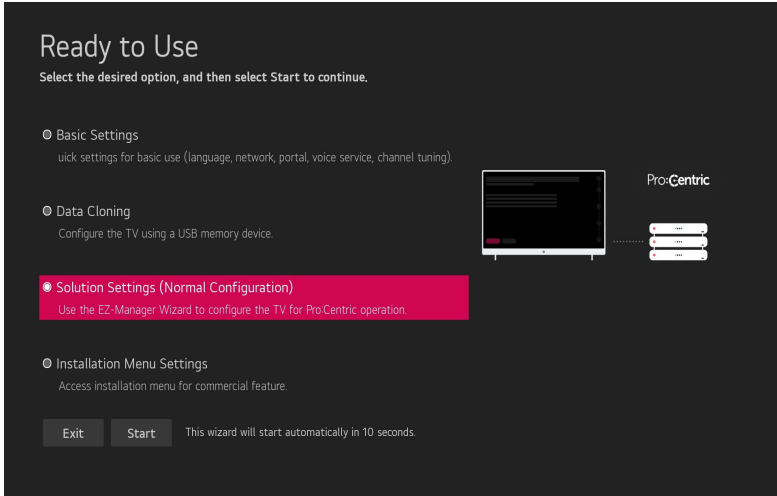 Ready to Use
Select the desired option, and then select Start to continue.
Basic Settings
uick settings for basic use (language, network, portal, voice service, channel tuning).
Pro:Centric
Data Cloning
Configure the TV using a USB memory device.
Solution Settings (Normal Configuration)
Use the EZ-Manager Wizard to configure the TV for Pro:Centric operation.
Installation Menu Settings
Access installation menu for commercial feature.
Exit
Start
This wizard will start automatically in 10 seconds.